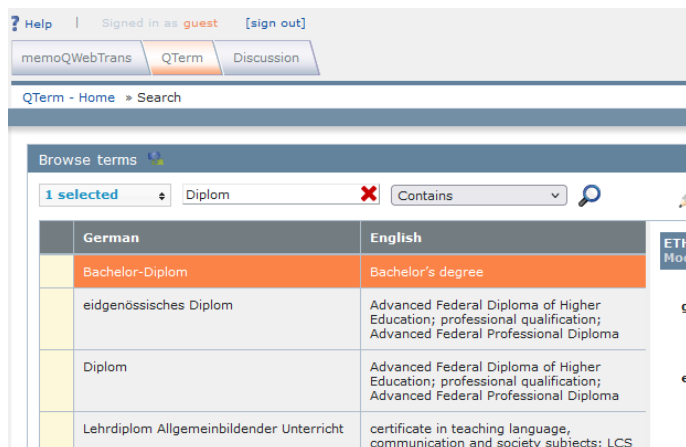 ? Help | Signed in as guest [sign out]
memoQWebTrans QTerm Discussion
QTerm - Home » Search
Browse terms
1 selected Diplom Contains
German English
ETH
Bachelor-Diplom Bachelor's degree
eidgenössisches Diplom Advanced Federal Diploma of Higher
Education; professional qualification;
Advanced Federal Professional Diploma
Diplom Advanced Federal Diploma of Higher
Education; professional qualification;
Advanced Federal Professional Diploma
Lehrdiplom Allgemeinbildender Unterricht certificate in teaching language,
communication and society subjects; LCS